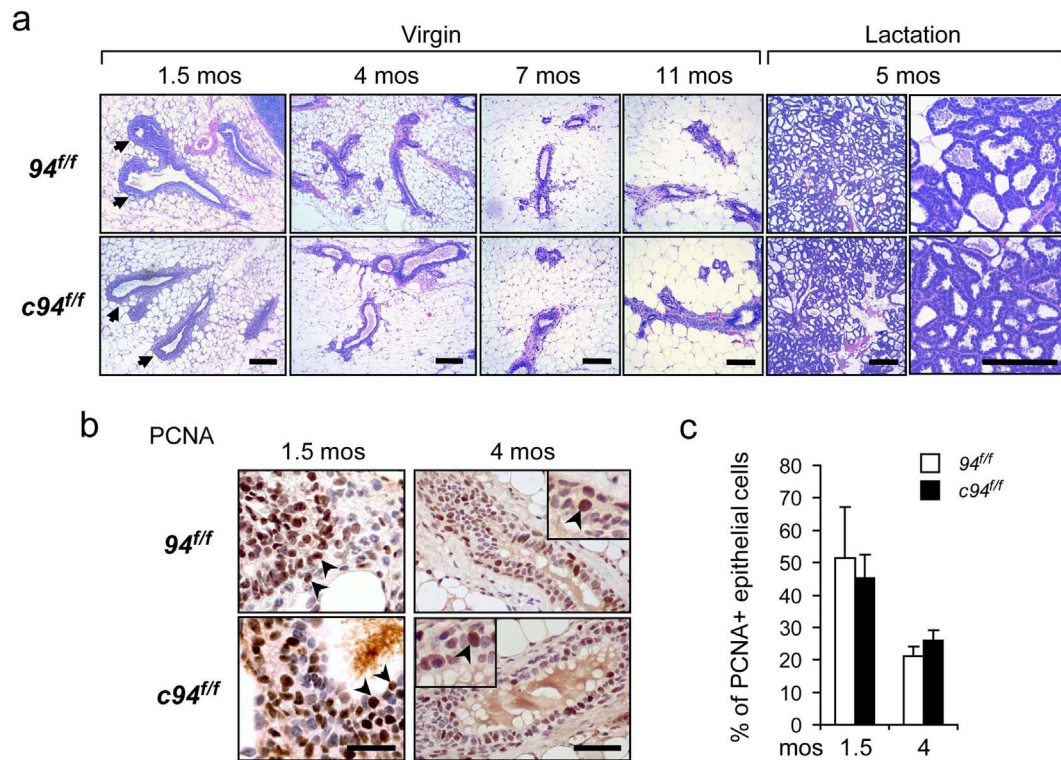 a
Virgin
Lactation
1.5 mos
4 mos
7 mos
11 mos
5 mos
94f/f
c94f/f
b
PCNA
1.5 mos
4 mos
94f/f
c94f/f
c
94f/f
c94f/f
% of PCNA+ epithelial cells
80
70
60
50
40
30
20
10
0
mos
1.5
4